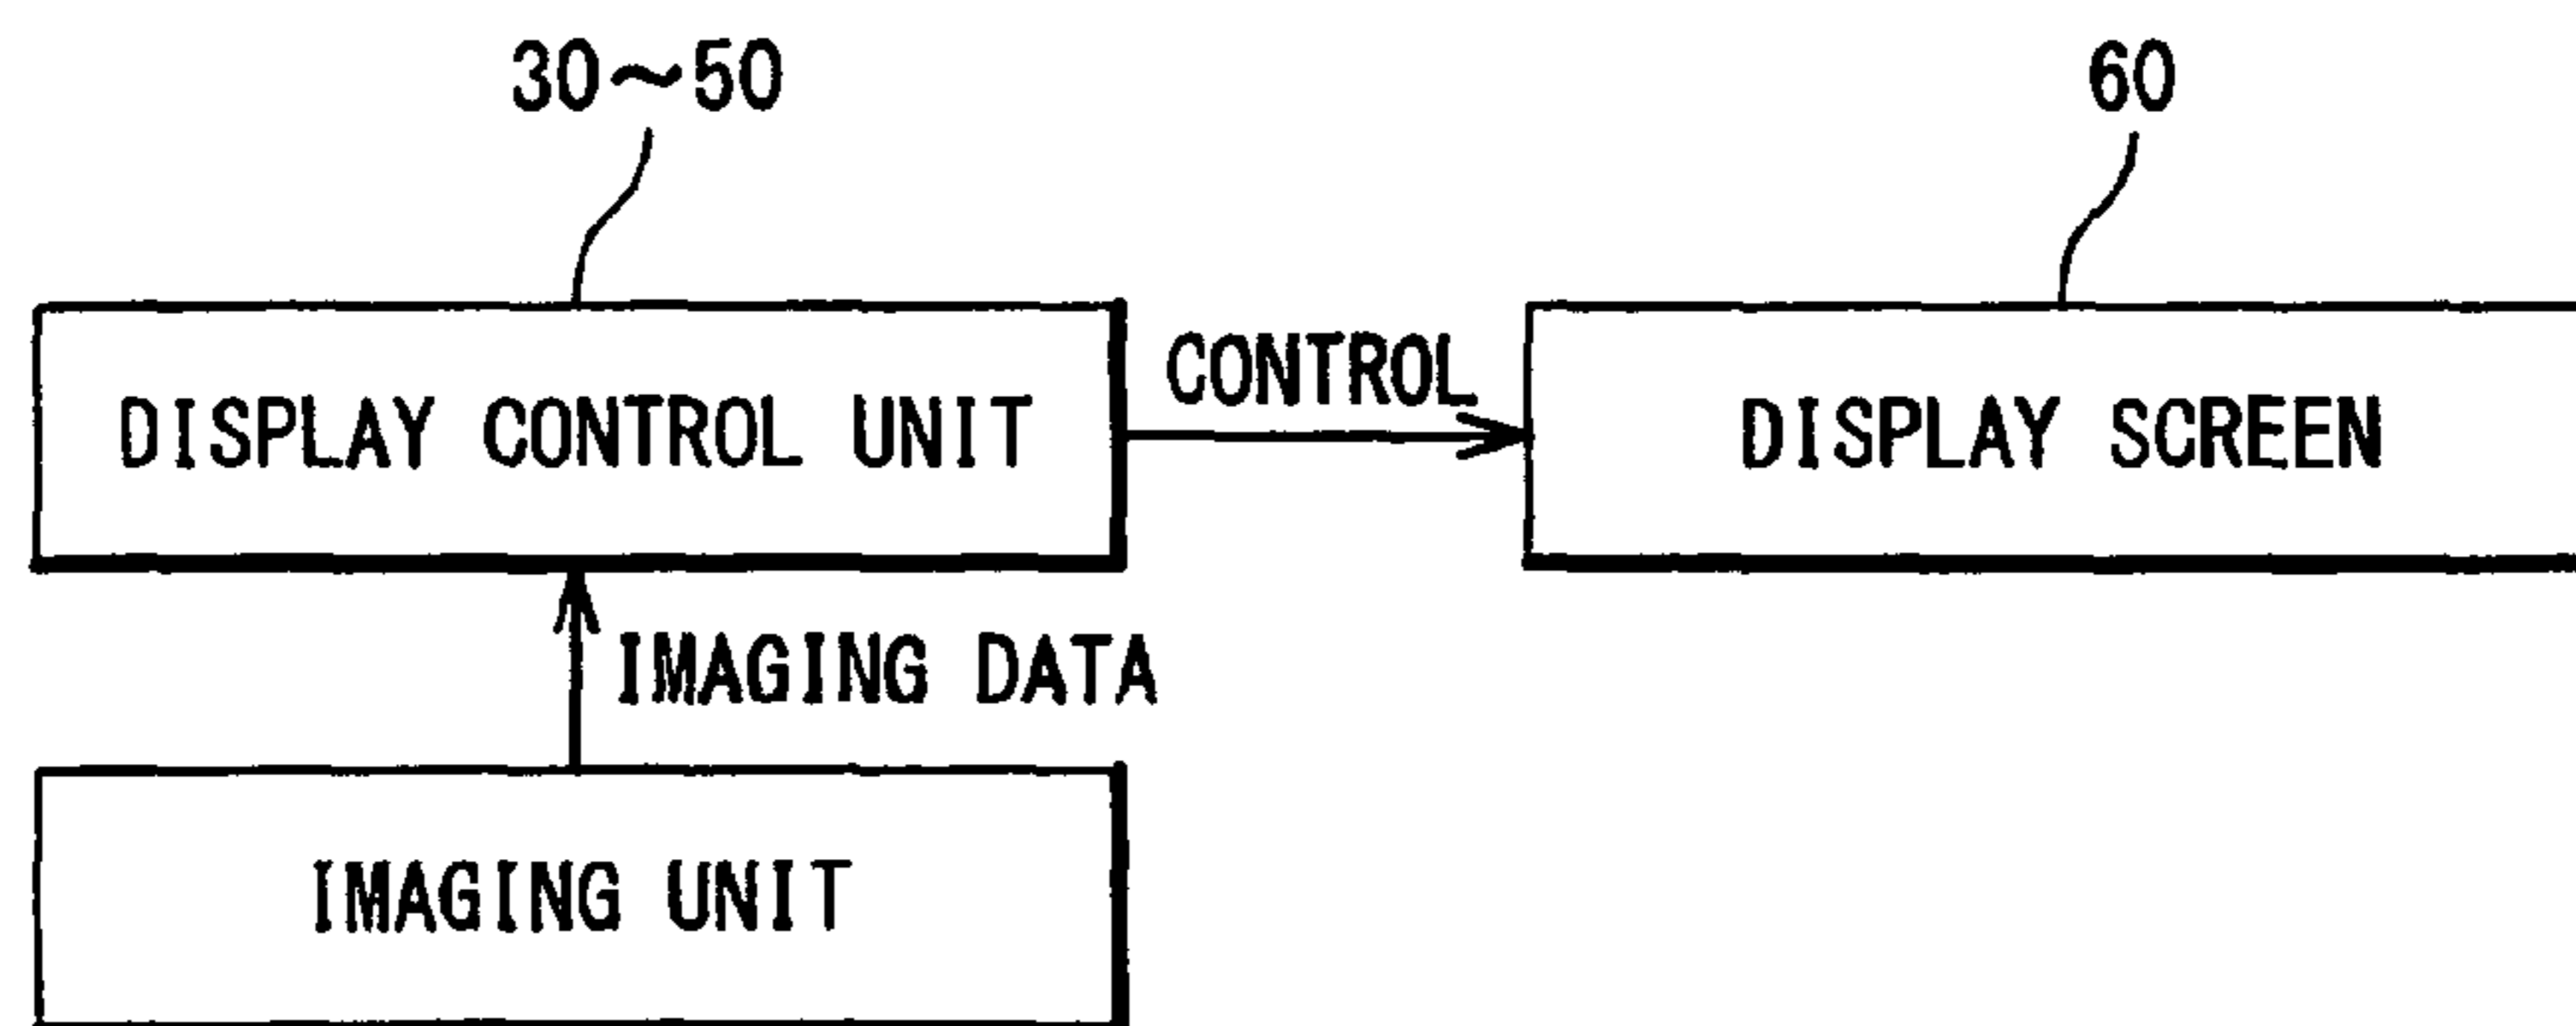 30～50
60
DISPLAY CONTROL UNIT
CONTROL
DISPLAY SCREEN
IMAGING DATA
IMAGING UNIT